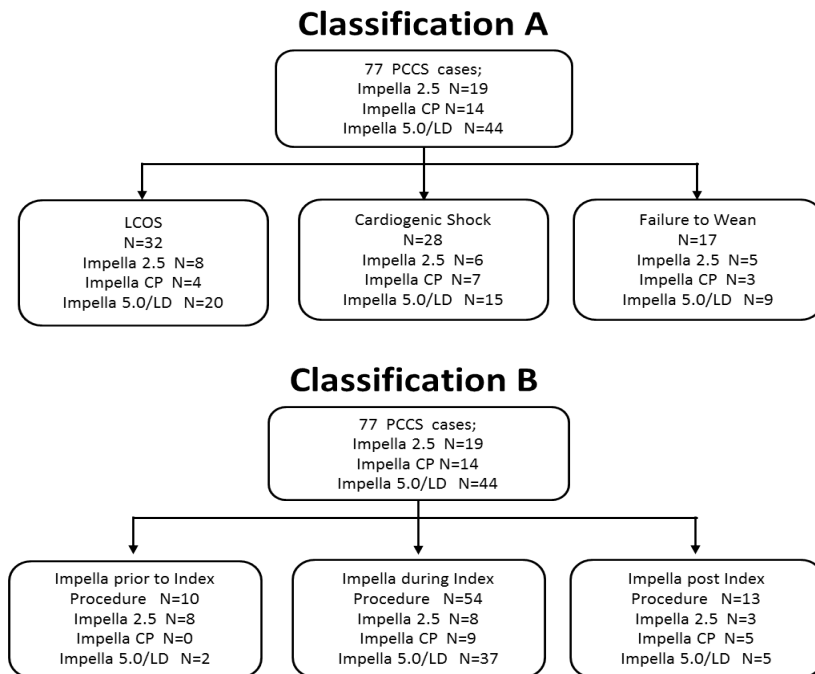 Classification A
77 PCCS cases;
Impella 2.5 N=19
Impella CP N=14
Impella 5.0/LD N=44
LCOS
N=32
Impella 2.5 N=8
Impella CP N=4
Impella 5.0/LD N=20
Cardiogenic Shock
N=28
Impella 2.5 N=6
Impella CP N=7
Impella 5.0/LD N=15
Failure to Wean
N=17
Impella 2.5 N=5
Impella CP N=3
Impella 5.0/LD N=9
Classification B
77 PCCS cases;
Impella 2.5 N=19
Impella CP N=14
Impella 5.0/LD N=44
Impella prior to Index
Procedure N=10
Impella 2.5 N=8
Impella CP N=0
Impella 5.0/LD N=2
Impella during Index
Procedure N=54
Impella 2.5 N=8
Impella CP N=9
Impella 5.0/LD N=37
Impella post Index
Procedure N=13
Impella 2.5 N=3
Impella CP N=5
Impella 5.0/LD N=5